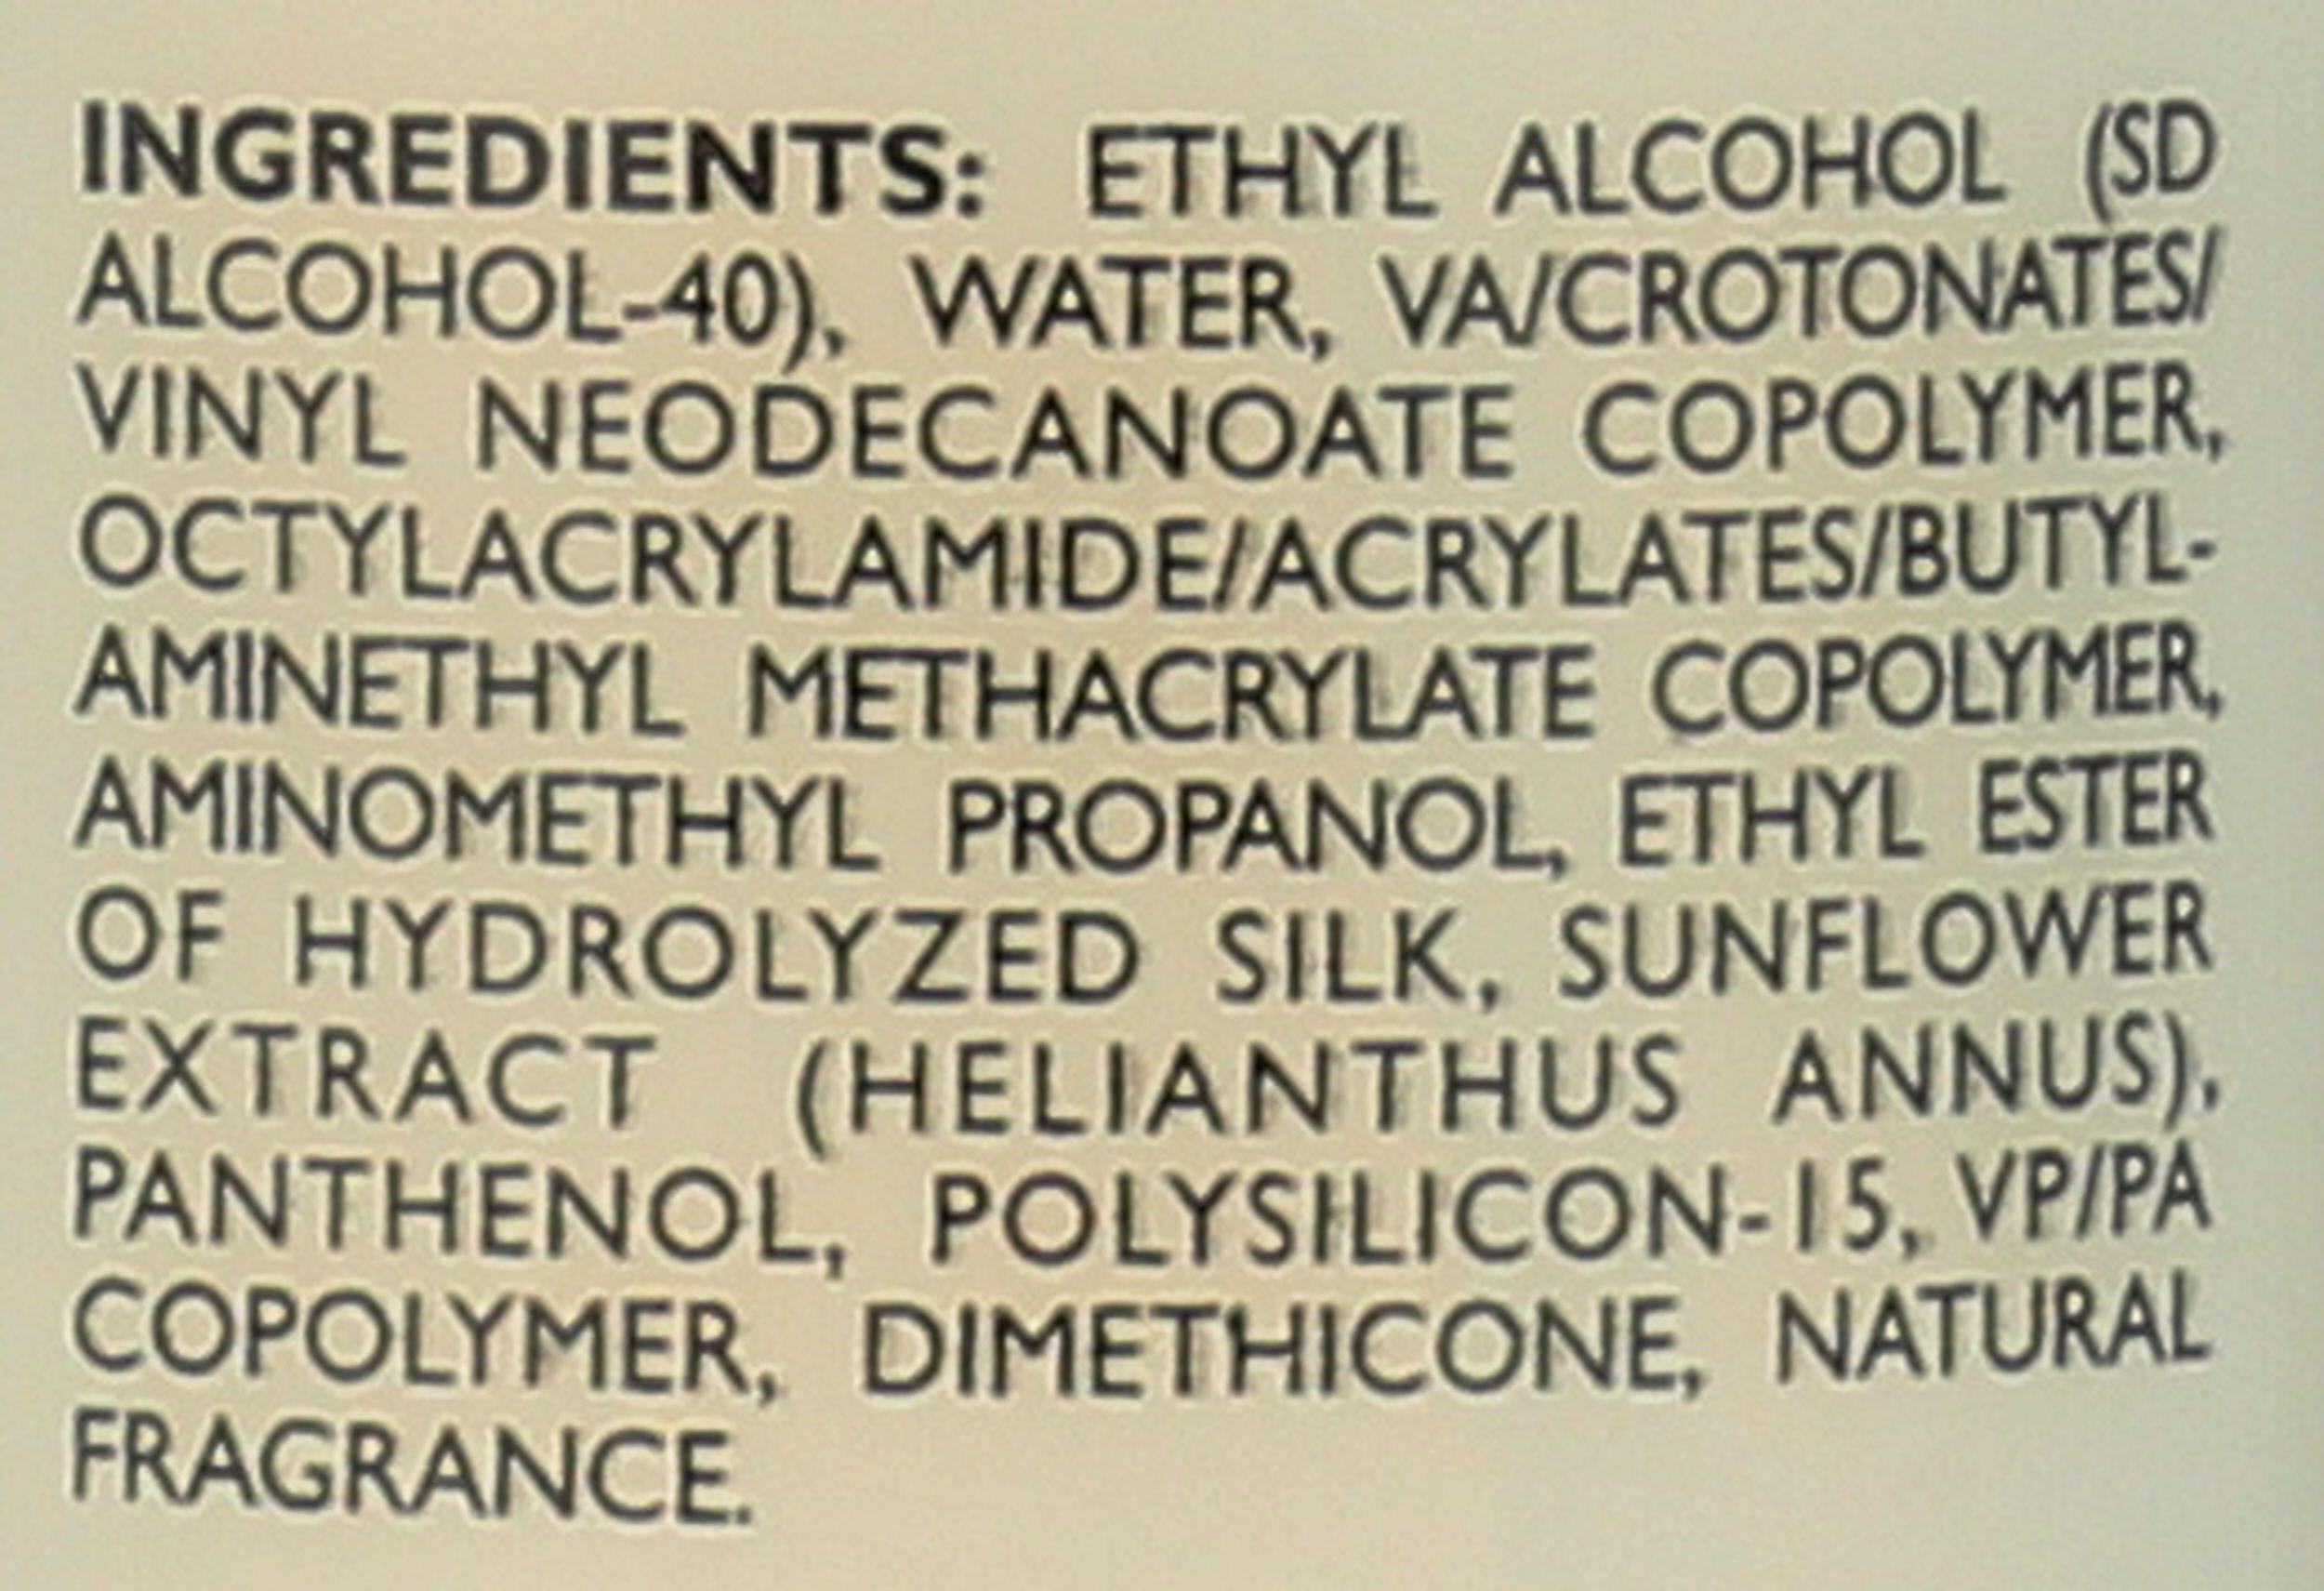 INGREDIENTS: ETHYL ALCOHOL (SD
ALCOHOL-40), WATER, VA/CROTONATES/
VINYL NEODECANOATE COPOLYMER,
OCTYLACRYLAMIDE/ACRYLATES/BUTYL-
AMINETHYL METHACRYLATE COPOLYMER,
AMINOMETHYL PROPANOL, ETHYL ESTER
OF HYDROLYZED SILK, SUNFLOWER
EXTRACT (HELIANTHUS ANNUS),
PANTHENOL, POLYSILICON-15, VP/PA
COPOLYMER, DIMETHICONE, NATURAL
FRAGRANCE.